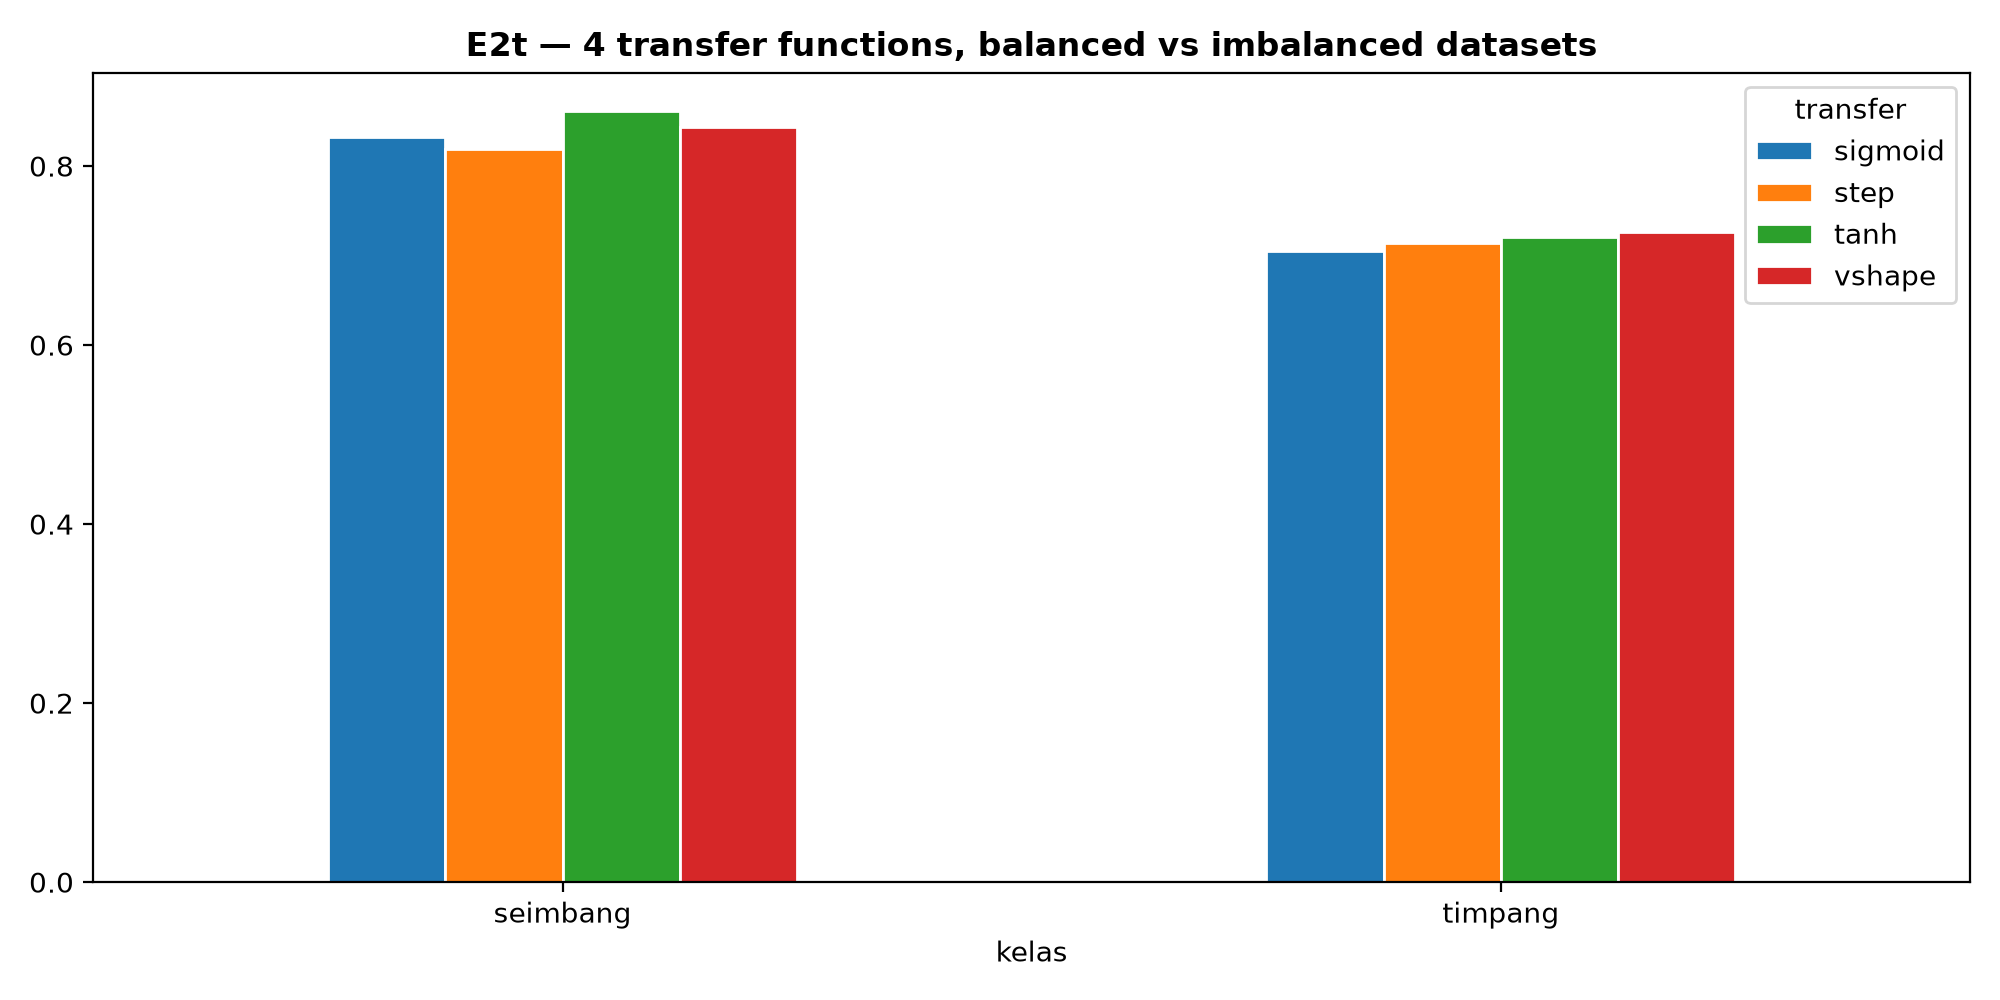 E2t — 4 transfer functions, balanced vs imbalanced datasets
transfer
sigmoid
step
tanh
vshape
0.8
0.6
0.4
0.2
0.0
seimbang
timpang
kelas